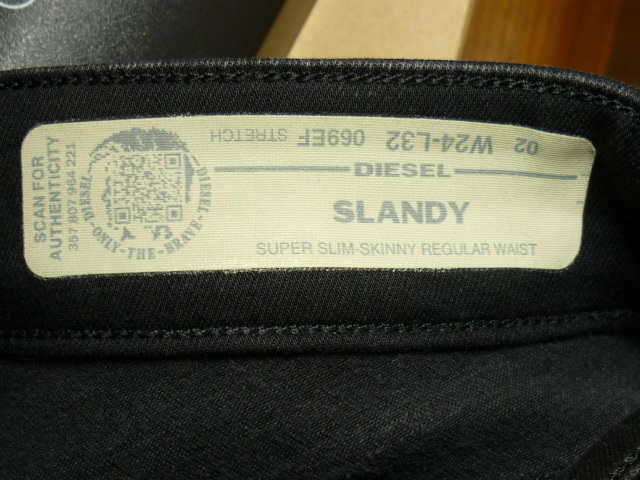 SCAN FOR
AUTHENTICITY
357 807 964 221
DIESEL
DIESEL
ONLY-THE-BRAVE
02 W24-L32 069EF STRETCH
DIESEL
SLANDY
SUPER SLIM-SKINNY REGULAR WAIST